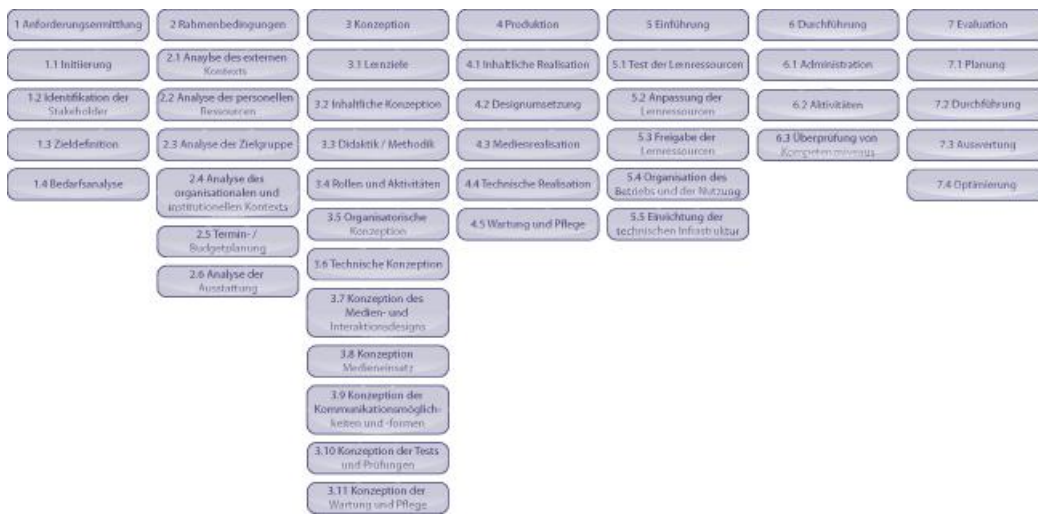 1 Anforderungsermittlung
1.1 Initiierung
1.2 Identifikation der
Stakeholder
1.3 Zieldefinition
1.4 Bedarfsanalyse
2 Rahmenbedingungen
2.1 Anaylse des externen
Kontexts
2.2 Analyse der personellen
Ressourcen
2.3 Analyse der Zielgruppe
2.4 Analyse des
organisationalen und
institutionellen Kontexts
2.5 Termin- /
Budgetplanung
2.6 Analyse der
Ausstattung
3 Konzeption
3.1 Lernziele
3.2 Inhaltliche Konzeption
3.3 Didaktik / Methodik
3.4 Rollen und Aktivitäten
3.5 Organisatorische
Konzeption
3.6 Technische Konzeption
3.7 Konzeption des
Medien- und
Interaktionsdesigns
3.8 Konzeption
Medieneinsatz
3.9 Konzeption der
Kommunikationsmöglich-
keiten und -formen
3.10 Konzeption der Tests
und Prüfungen
3.11 Konzeption der
Wartung und Pflege
4 Produktion
4.1 Inhaltliche Realisation
4.2 Designumsetzung
4.3 Medienrealisation
4.4 Technische Realisation
4.5 Wartung und Pflege
5 Einführung
5.1 Test der Lernressourcen
5.2 Anpassung der
Lernressourcen
5.3 Freigabe der
Lernressourcen
5.4 Organisation des
Betriebs und der Nutzung
5.5 Einrichtung der
technischen Infrastruktur
6 Durchführung
6.1 Administration
6.2 Aktivitäten
6.3 Überprüfung von
Kompetenzniveaus
7 Evaluation
7.1 Planung
7.2 Durchführung
7.3 Auswertung
7.4 Optimierung